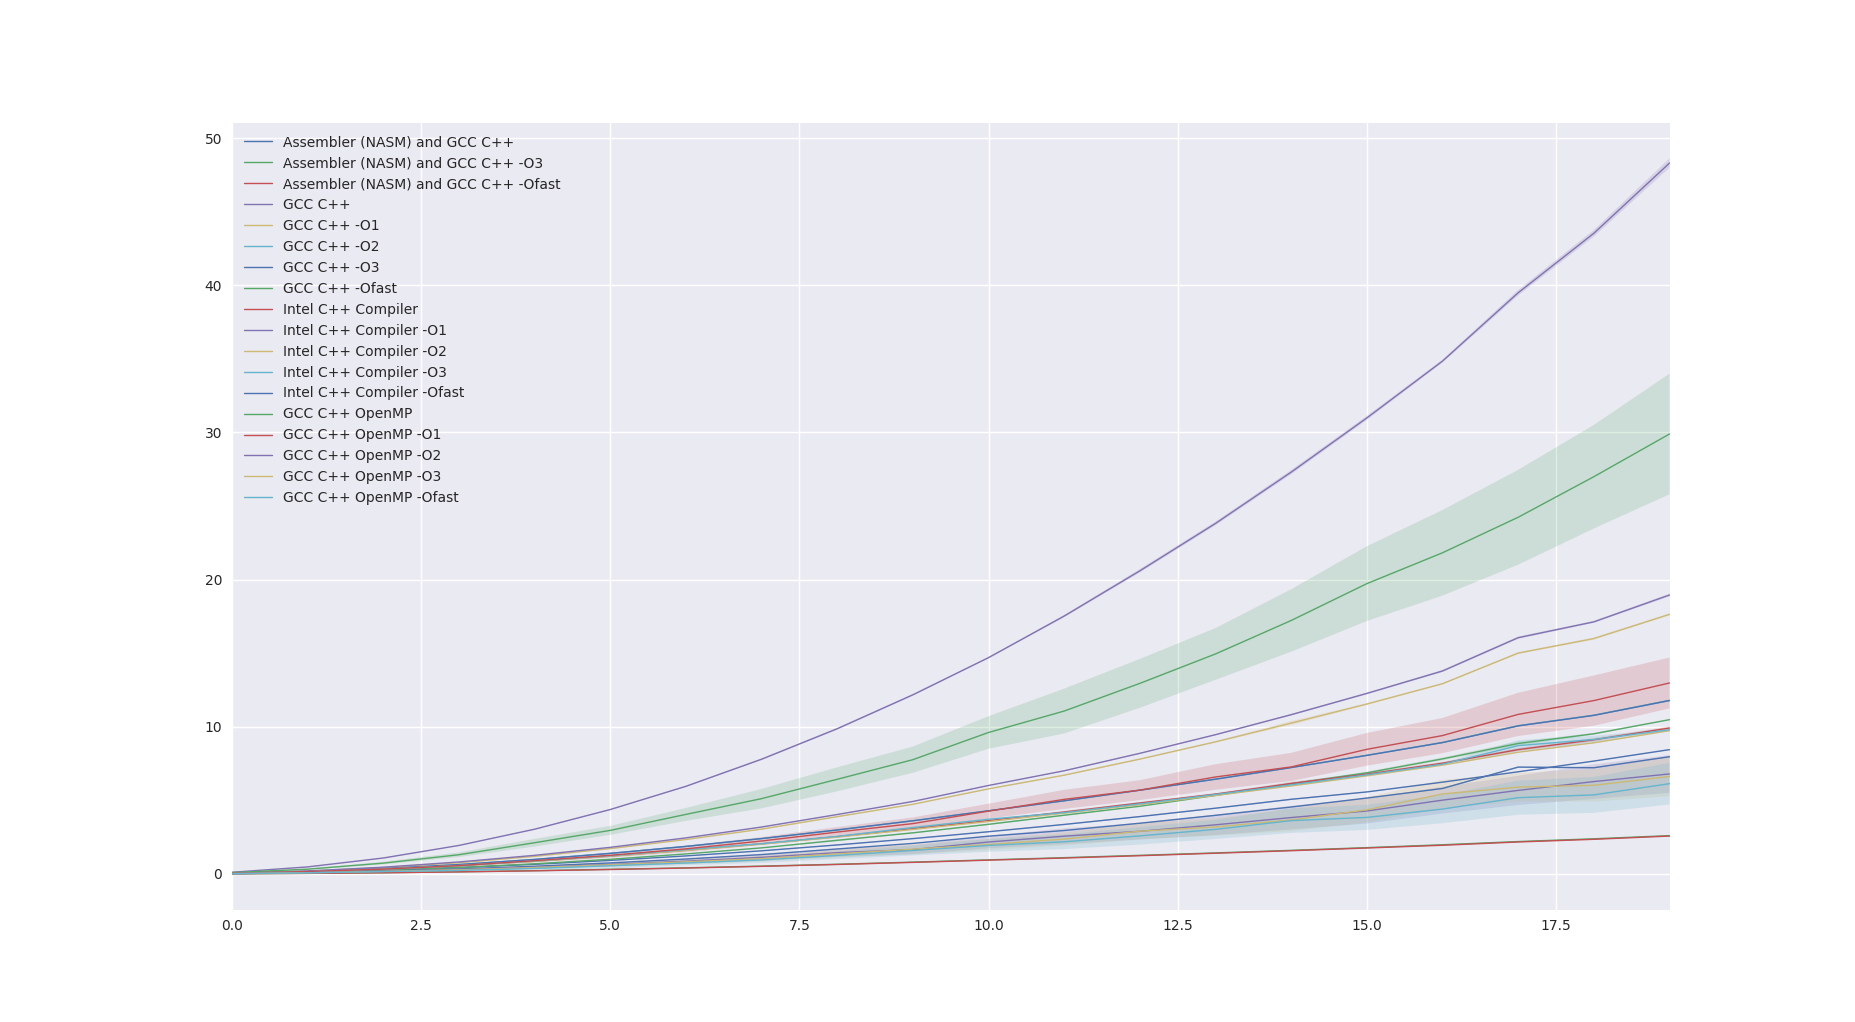 50
40
30
20
10
0
Assembler (NASM) and GCC C++
Assembler (NASM) and GCC C++ -O3
Assembler (NASM) and GCC C++ -Ofast
GCC C++
GCC C++ -O1
GCC C++ -O2
GCC C++ -O3
GCC C++ -Ofast
Intel C++ Compiler
Intel C++ Compiler -O1
Intel C++ Compiler -O2
Intel C++ Compiler -O3
Intel C++ Compiler -Ofast
GCC C++ OpenMP
GCC C++ OpenMP -O1
GCC C++ OpenMP -O2
GCC C++ OpenMP -O3
GCC C++ OpenMP -Ofast
0.0 2.5 5.0 7.5 10.0 12.5 15.0 17.5